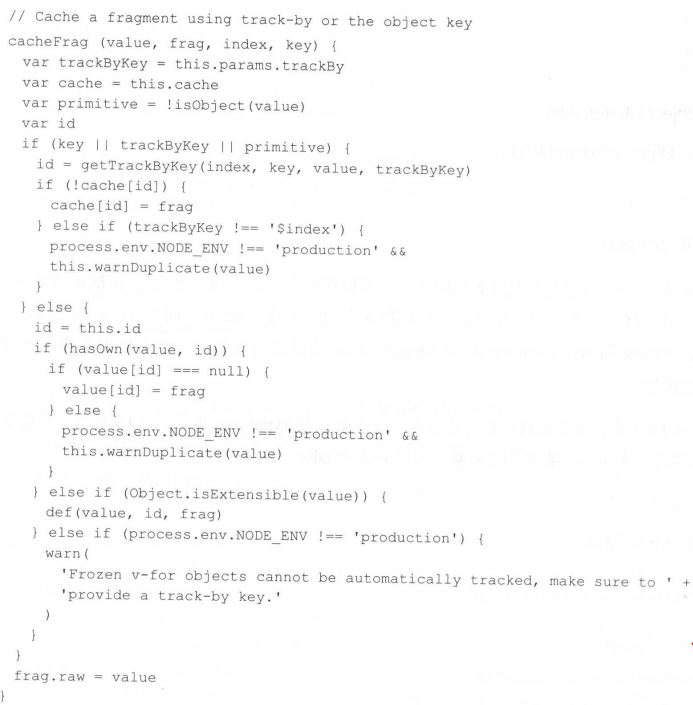 // Cache a fragment using track-by or the object key
cacheFrag (value, frag, index, key) {
  var trackByKey = this.params.trackBy
  var cache = this.cache
  var primitive = !isObject(value)
  var id
  if (key || trackByKey || primitive) {
    id = getTrackByKey(index, key, value, trackByKey)
    if (!cache[id]) {
      cache[id] = frag
    } else if (trackByKey !== '$index') {
      process.env.NODE_ENV !== 'production' &&
      this.warnDuplicate(value)
    }
  } else {
    id = this.id
    if (hasOwn(value, id)) {
      if (value[id] === null) {
        value[id] = frag
      } else {
        process.env.NODE_ENV !== 'production' &&
        this.warnDuplicate(value)
      }
    } else if (Object.isExtensible(value)) {
      def(value, id, frag)
    } else if (process.env.NODE_ENV !== 'production') {
      warn(
        'Frozen v-for objects cannot be automatically tracked, make sure to ' +
        'provide a track-by key.'
      )
    }
  }
  frag.raw = value
}